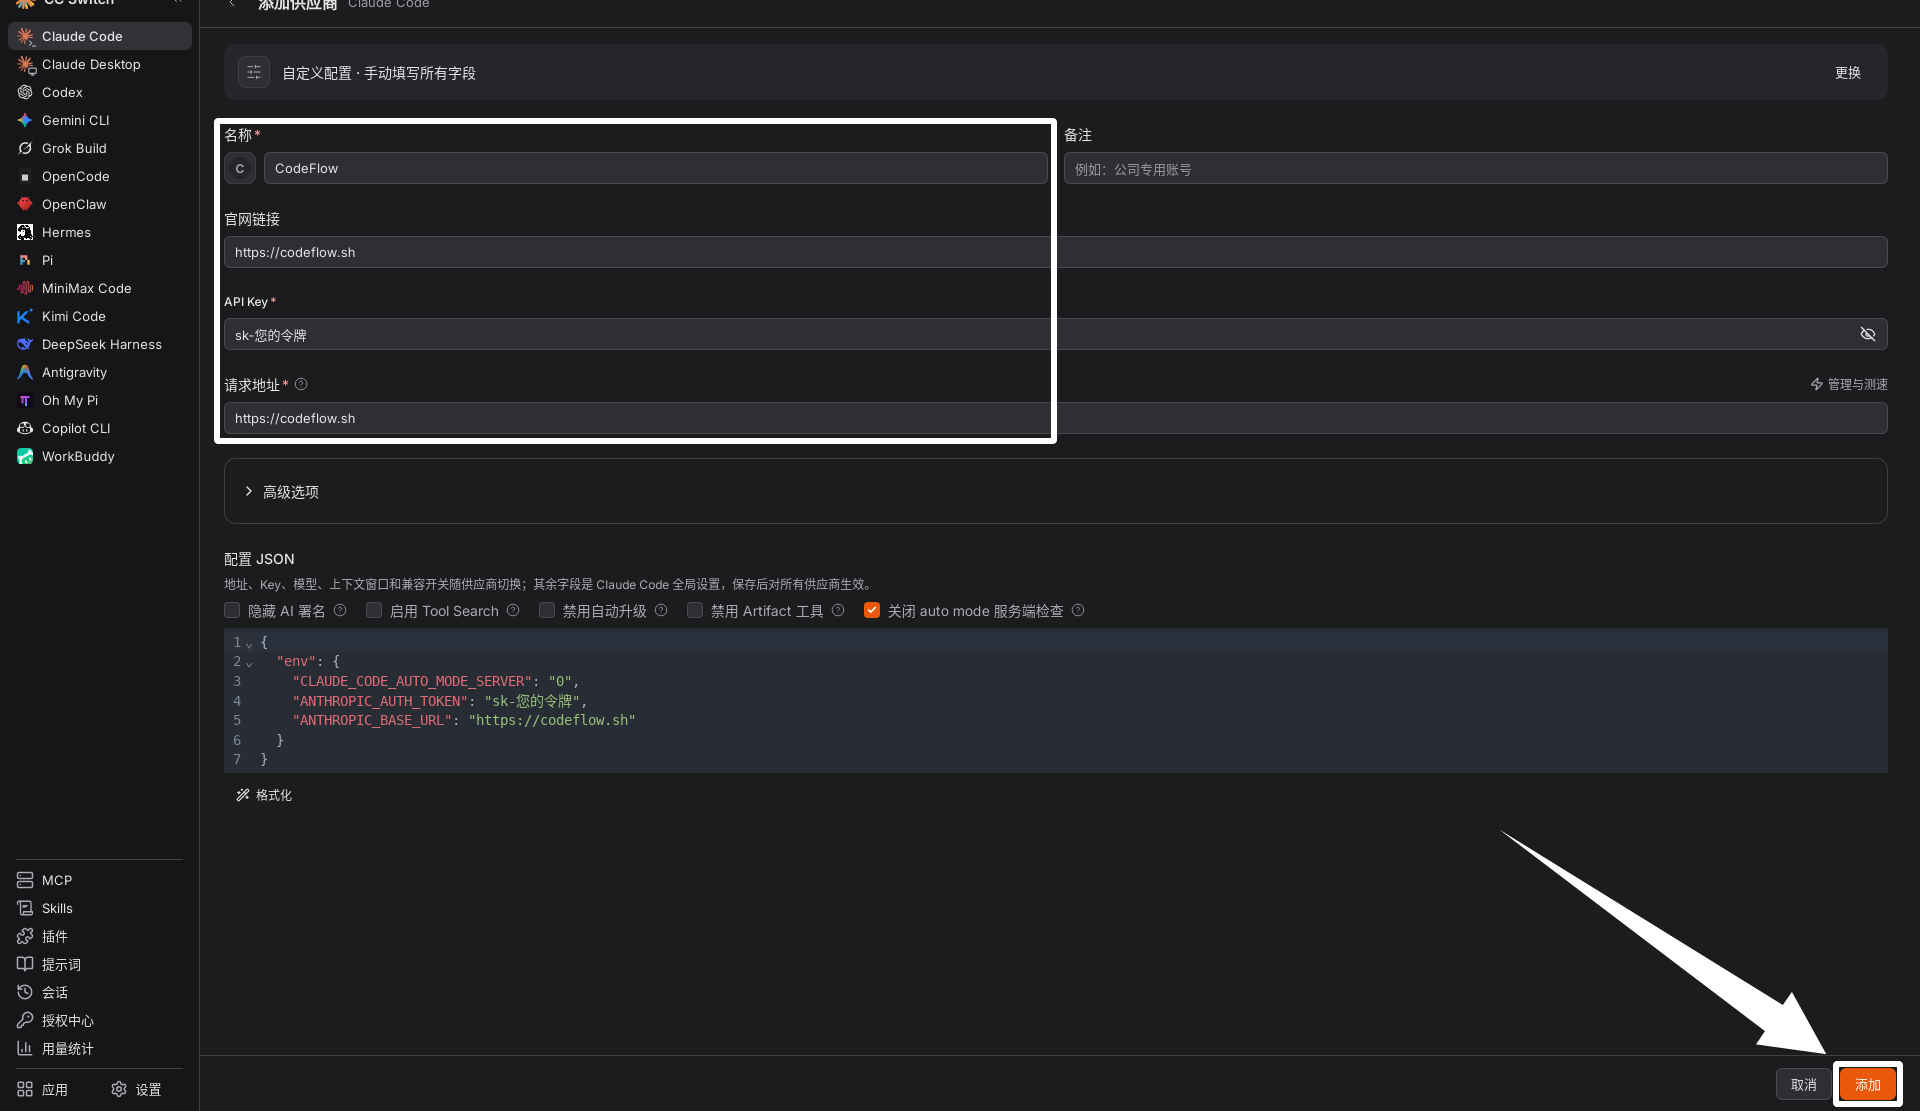 CC Switch
Claude Code
Claude Desktop
Codex
Gemini CLI
Grok Build
OpenCode
OpenClaw
Hermes
Pi
MiniMax Code
Kimi Code
DeepSeek Harness
Antigravity
Oh My Pi
Copilot CLI
WorkBuddy
MCP
Skills
插件
提示词
会话
授权中心
用量统计
应用 设置
添加供应商 Claude Code
自定义配置 · 手动填写所有字段 更换
名称 * 备注
C CodeFlow 例如：公司专用账号
官网链接
https://codeflow.sh
API Key *
sk-您的令牌
请求地址 * 管理与测速
https://codeflow.sh
高级选项
配置 JSON
地址、Key、模型、上下文窗口和兼容开关随供应商切换；其余字段是 Claude Code 全局设置，保存后对所有供应商生效。
隐藏 AI 署名 启用 Tool Search 禁用自动升级 禁用 Artifact 工具 关闭 auto mode 服务端检查
1 {
2 "env": {
3 "CLAUDE_CODE_AUTO_MODE_SERVER": "0",
4 "ANTHROPIC_AUTH_TOKEN": "sk-您的令牌",
5 "ANTHROPIC_BASE_URL": "https://codeflow.sh"
6 }
7 }
格式化
取消 添加